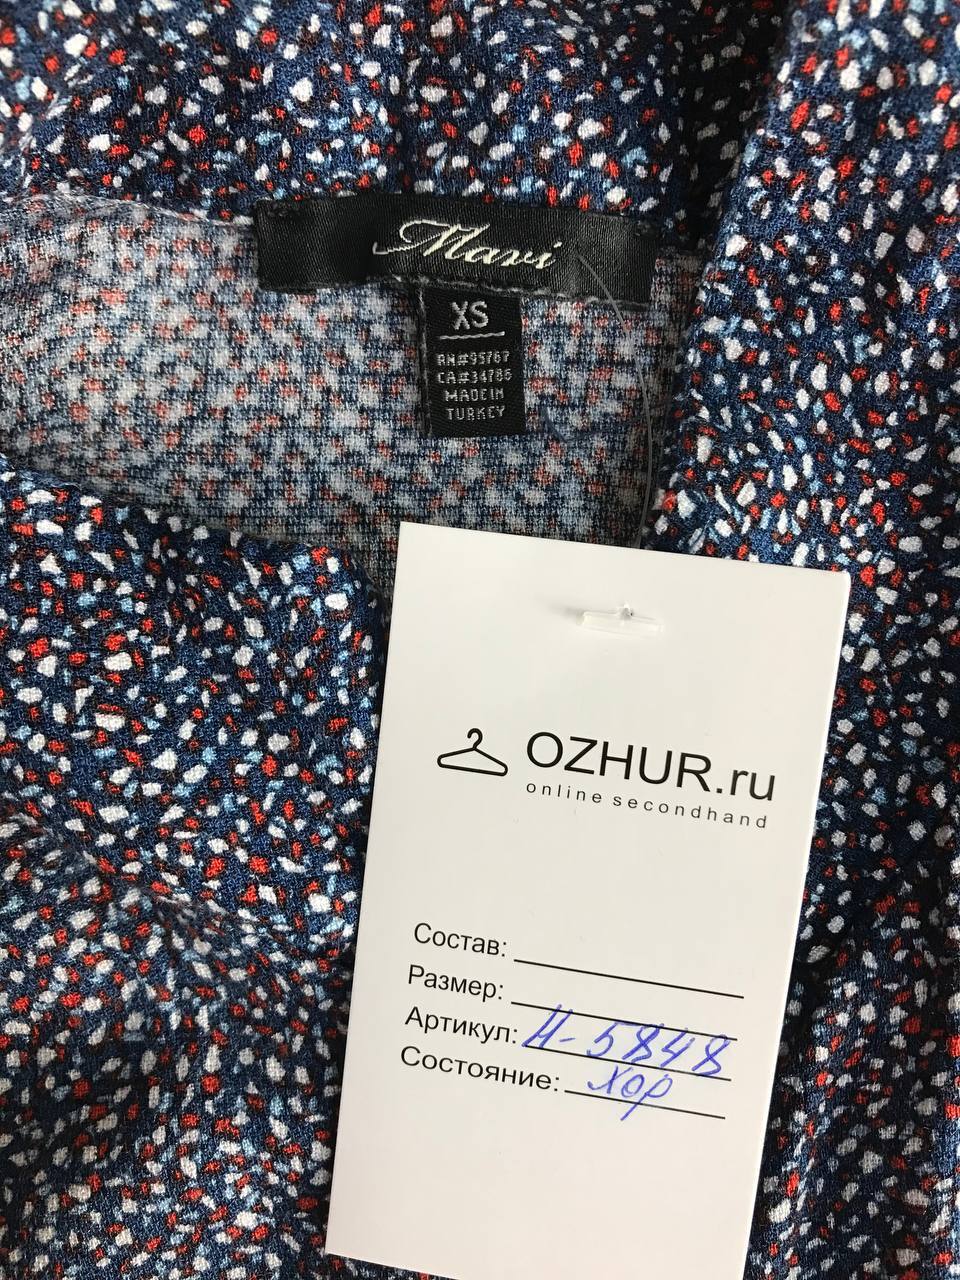 Mavi
XS
RN#95767
CA#34786
MADE IN
TURKEY
OZHUR.ru
online secondhand
Состав:
Размер:
Артикул: Н-5848
Состояние: хор